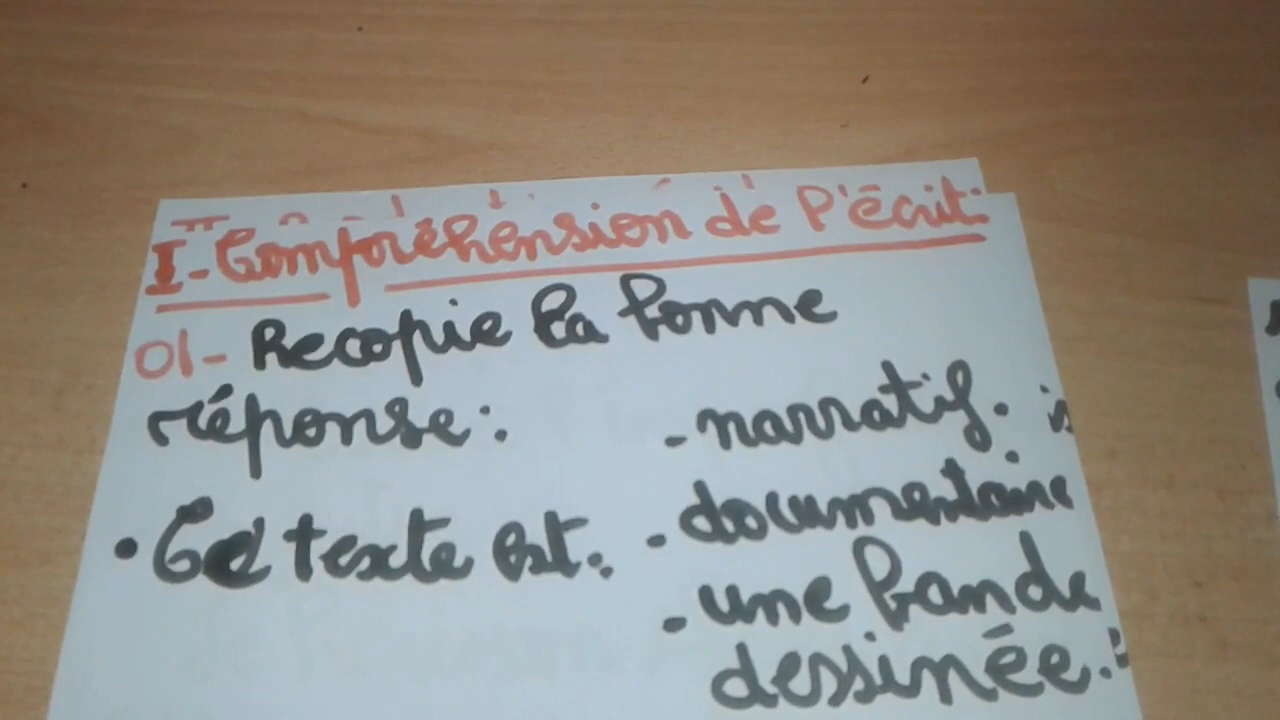 I- Compréhension de l'écrit:
01- Recopie la bonne
réponse:
- narratif.
• Ce texte est:
- documentaire
- une bande
dessinée.